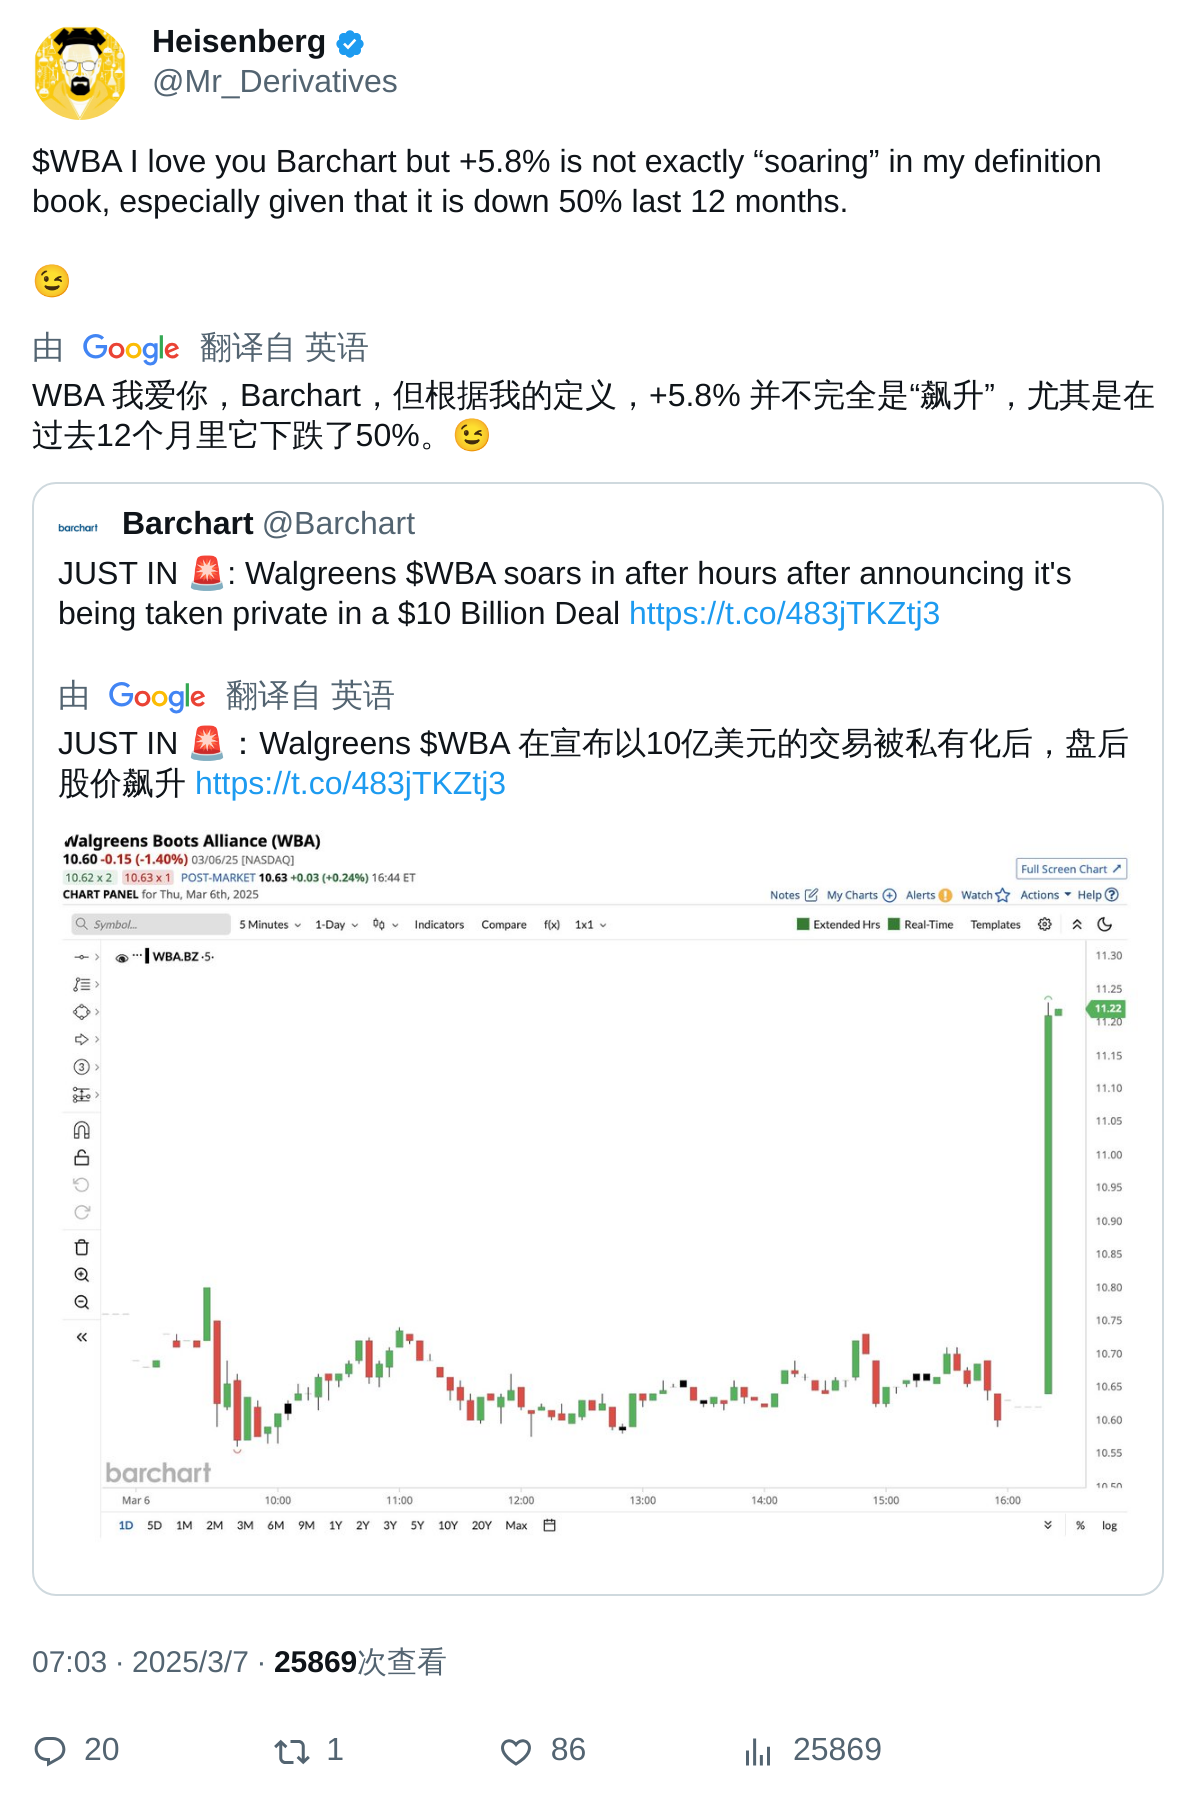 Heisenberg
@Mr_Derivatives
$WBA I love you Barchart but +5.8% is not exactly “soaring” in my definition
book, especially given that it is down 50% last 12 months.
😉
由 Google 翻译自 英语
WBA 我爱你，Barchart，但根据我的定义，+5.8% 并不完全是“飙升”，尤其是在
过去12个月里它下跌了50%。😉
barchart Barchart @Barchart
JUST IN 🚨: Walgreens $WBA soars in after hours after announcing it's
being taken private in a $10 Billion Deal https://t.co/483jTKZtj3
由 Google 翻译自 英语
JUST IN 🚨：Walgreens $WBA 在宣布以10亿美元的交易被私有化后，盘后
股价飙升 https://t.co/483jTKZtj3
Walgreens Boots Alliance (WBA)
10.60 -0.15 (-1.40%) 03/06/25 [NASDAQ]
10.62 x 2 10.63 x 1 POST-MARKET 10.63 +0.03 (+0.24%) 16:44 ET
Full Screen Chart
CHART PANEL for Thu, Mar 6th, 2025
Notes My Charts Alerts Watch Actions Help
Symbol... 5 Minutes 1-Day Indicators Compare f(x) 1x1 Extended Hrs Real-Time Templates
WBA.BZ ·5·
11.30
11.25
11.22
11.20
11.15
11.10
11.05
11.00
10.95
10.90
10.85
10.80
10.75
10.70
10.65
10.60
10.55
10.50
3
barchart
Mar 6 10:00 11:00 12:00 13:00 14:00 15:00 16:00
1D 5D 1M 2M 3M 6M 9M 1Y 2Y 3Y 5Y 10Y 20Y Max % log
07:03 · 2025/3/7 · 25869次查看
20 1 86 25869